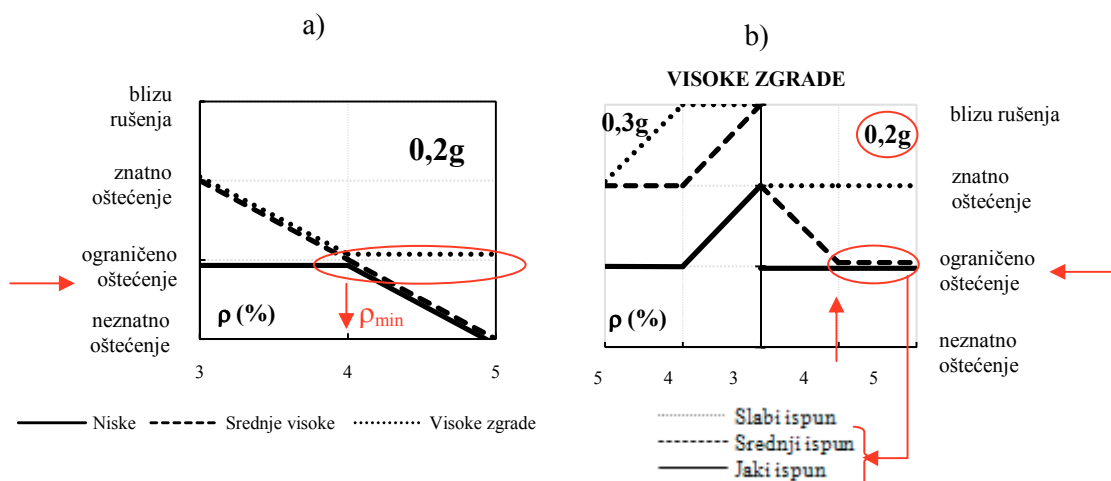 a)
blizu
rušenja
znatno
oštećenje
ograničeno
oštećenje
neznatno
oštećenje
0,2g
ρ (%)
ρmin
3 4 5
Niske Srednje visoke Visoke zgrade
b)
VISOKE ZGRADE
0,3g
0,2g
ρ (%)
blizu rušenja
znatno
oštećenje
ograničeno
oštećenje
neznatno
oštećenje
5 4 3 4 5
Slabi ispun
Srednji ispun
Jaki ispun